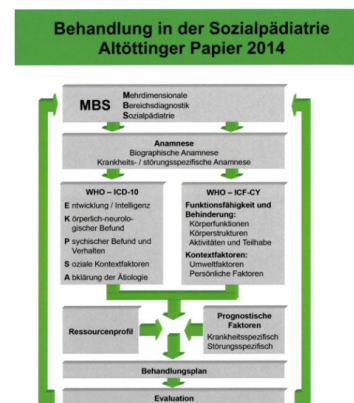 Behandlung in der Sozialpädiatrie
Altöttinger Papier 2014
MBS
Mehrdimensionale
Bereichsdiagnostik
Sozialpädiatrie
Anamnese
Biographische Anamnese
Krankheits- / störungsspezifische Anamnese
WHO – ICD-10
E ntwicklung / Intelligenz
K örperlich-neurolo-
gischer Befund
P sychischer Befund und
Verhalten
S oziale Kontextfaktoren
A bklärung der Ätiologie
WHO – ICF-CY
Funktionsfähigkeit und
Behinderung:
Körperfunktionen
Körperstrukturen
Aktivitäten und Teilhabe
Kontextfaktoren:
Umweltfaktoren
Persönliche Faktoren
Ressourcenprofil
Prognostische
Faktoren
Krankheitsspezifisch
Störungsspezifisch
Behandlungsplan
Evaluation